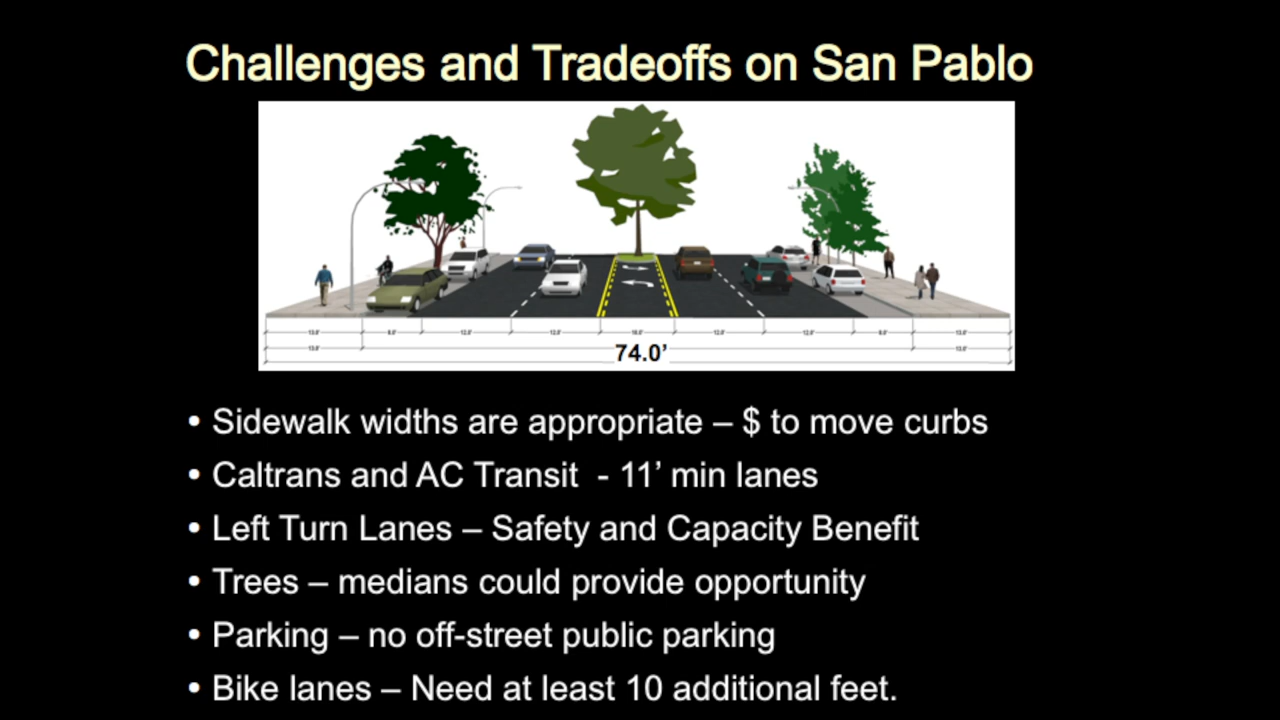 Challenges and Tradeoffs on San Pablo
74.0'
• Sidewalk widths are appropriate – $ to move curbs
• Caltrans and AC Transit - 11' min lanes
• Left Turn Lanes – Safety and Capacity Benefit
• Trees – medians could provide opportunity
• Parking – no off-street public parking
• Bike lanes – Need at least 10 additional feet.